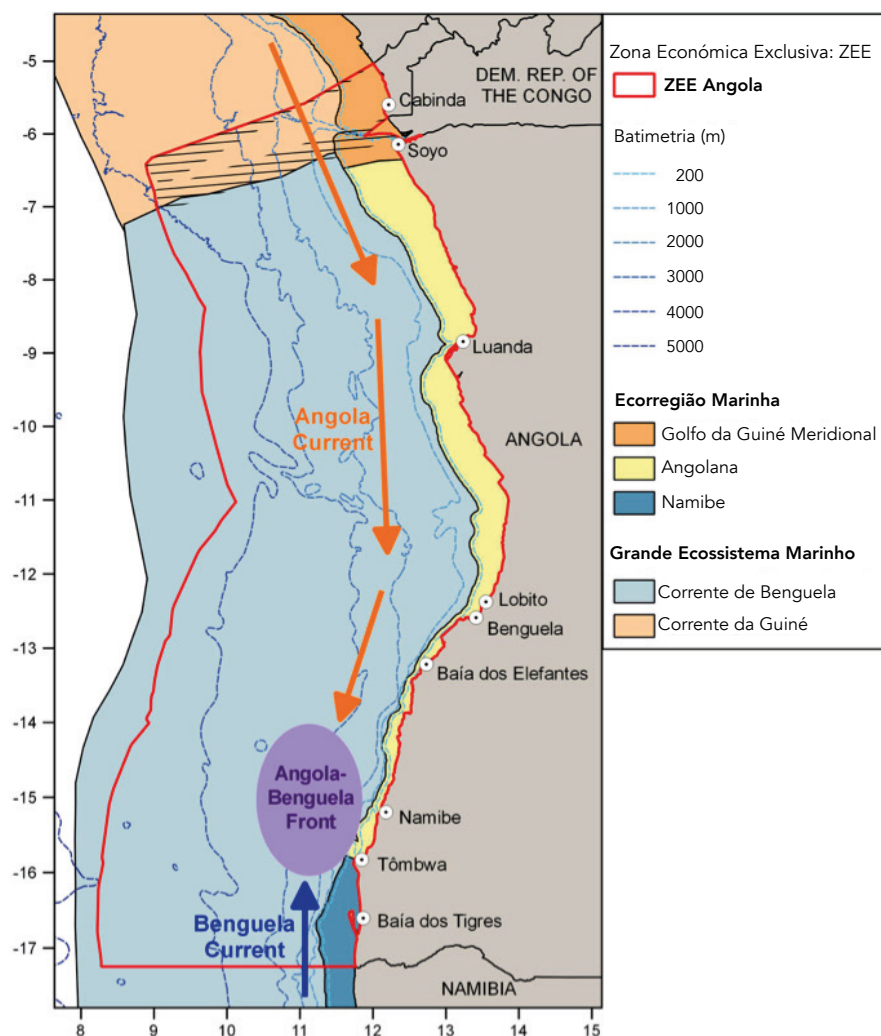 -5
-6
-7
-8
-9
-10
-11
-12
-13
-14
-15
-16
-17
8
9
10
11
12
13
14
15
DEM. REP. OF
THE CONGO
Cabinda
Soyo
Luanda
Angola
Current
ANGOLA
Lobito
Benguela
Baía dos Elefantes
Angola-
Benguela
Front
Namibe
Tômbwa
Benguela
Current
Baía dos Tigres
NAMIBIA
Zona Económica Exclusiva: ZEE
ZEE Angola
Batimetria (m)
200
1000
2000
3000
4000
5000
Ecorregião Marinha
Golfo da Guiné Meridional
Angolana
Namibe
Grande Ecossistema Marinho
Corrente de Benguela
Corrente da Guiné